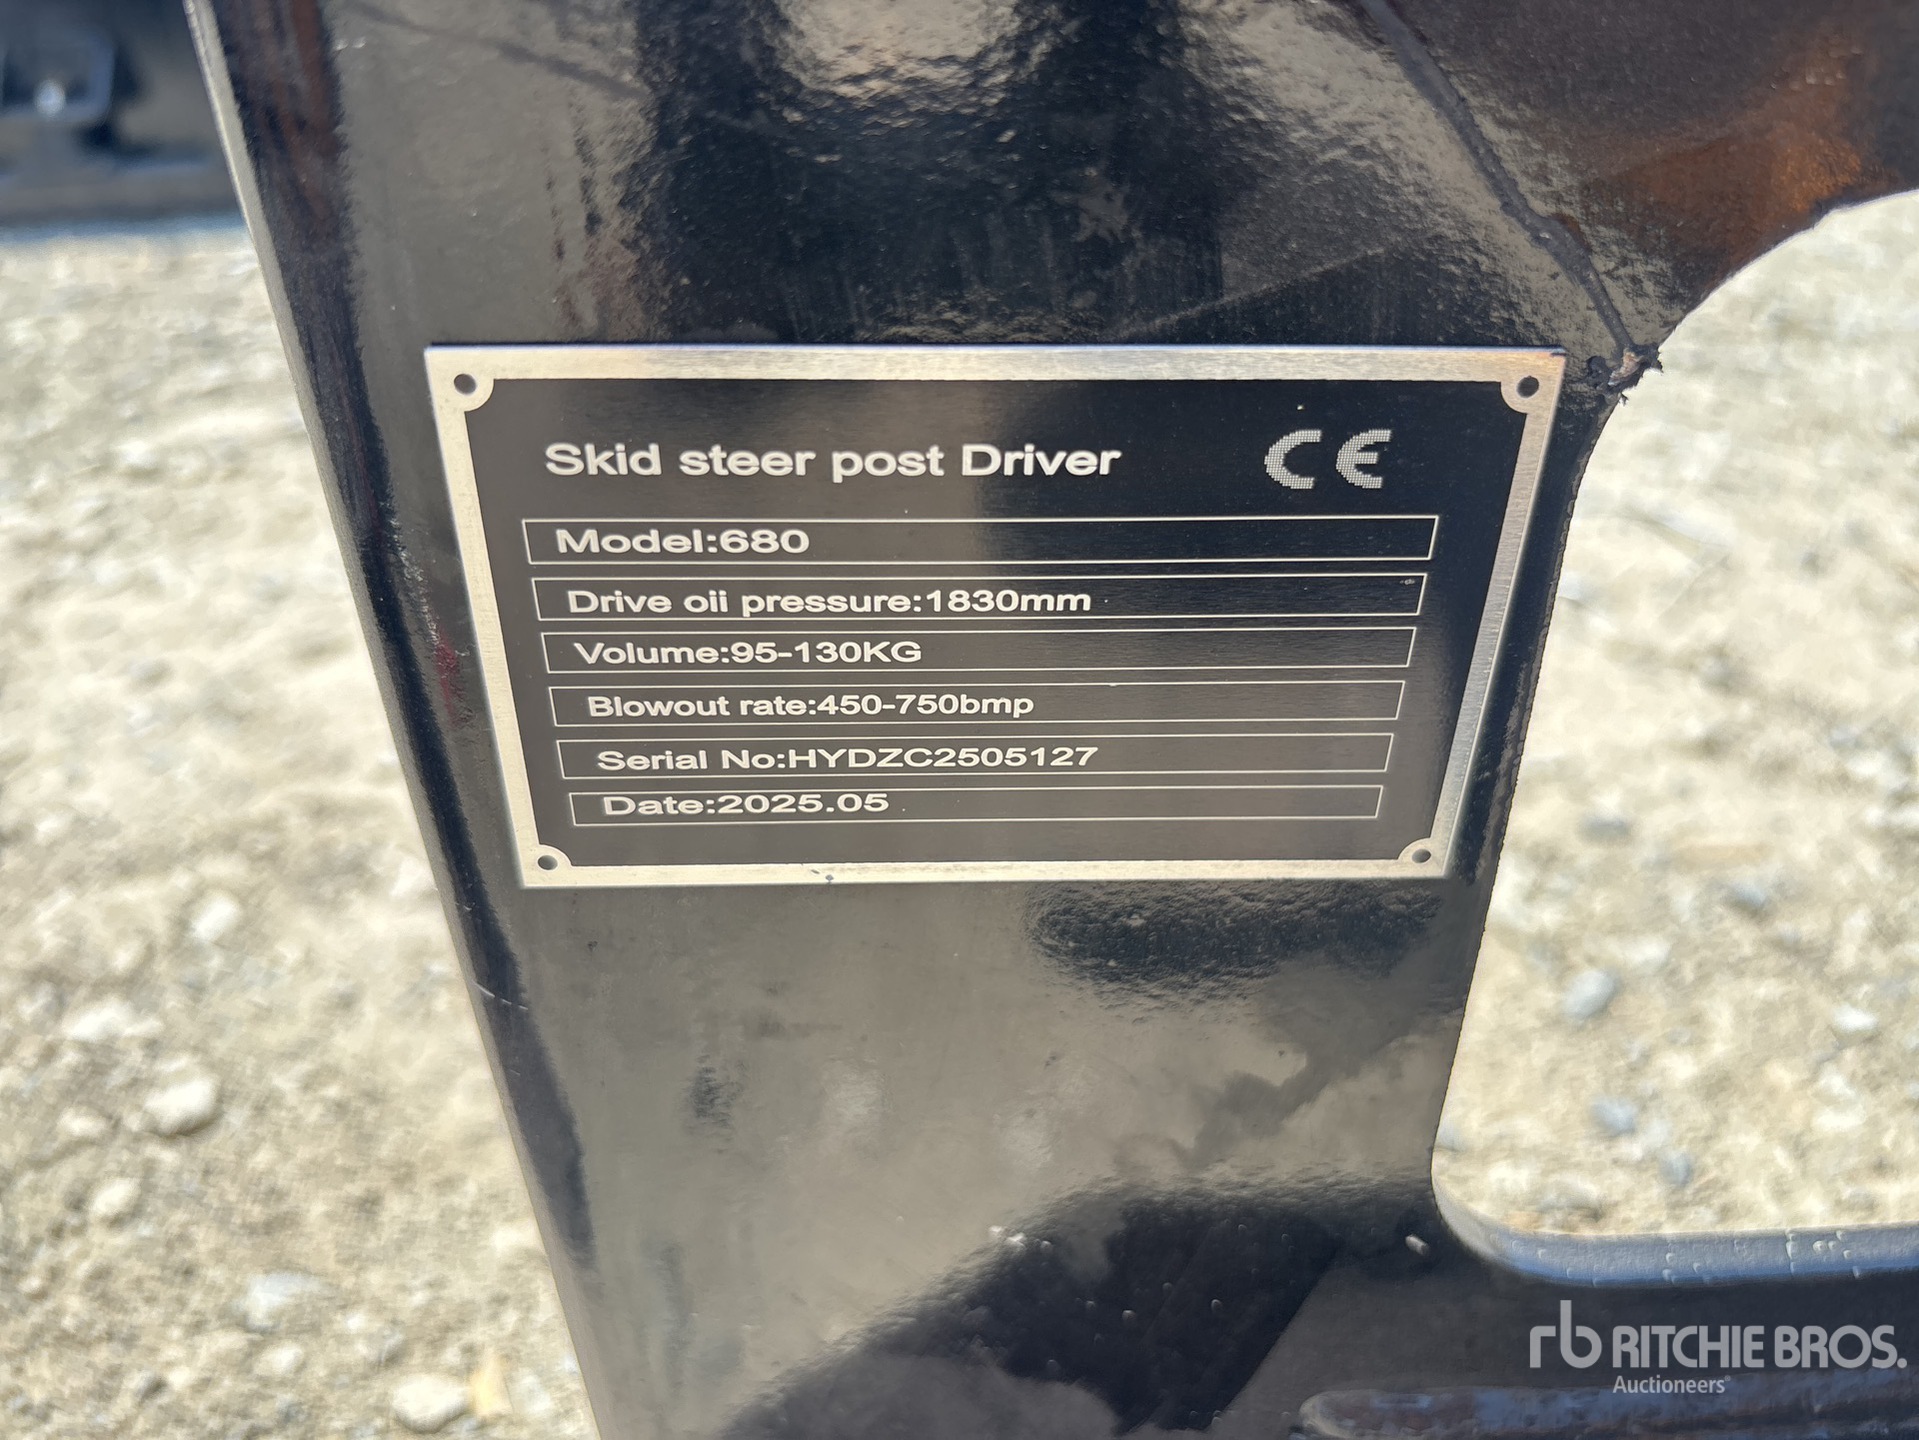 Skid steer post Driver CE
Model:680
Drive oii pressure:1830mm
Volume:95-130KG
Blowout rate:450-750bmp
Serial No:HYDZC2505127
Date:2025.05
rb RITCHIE BROS.
Auctioneers